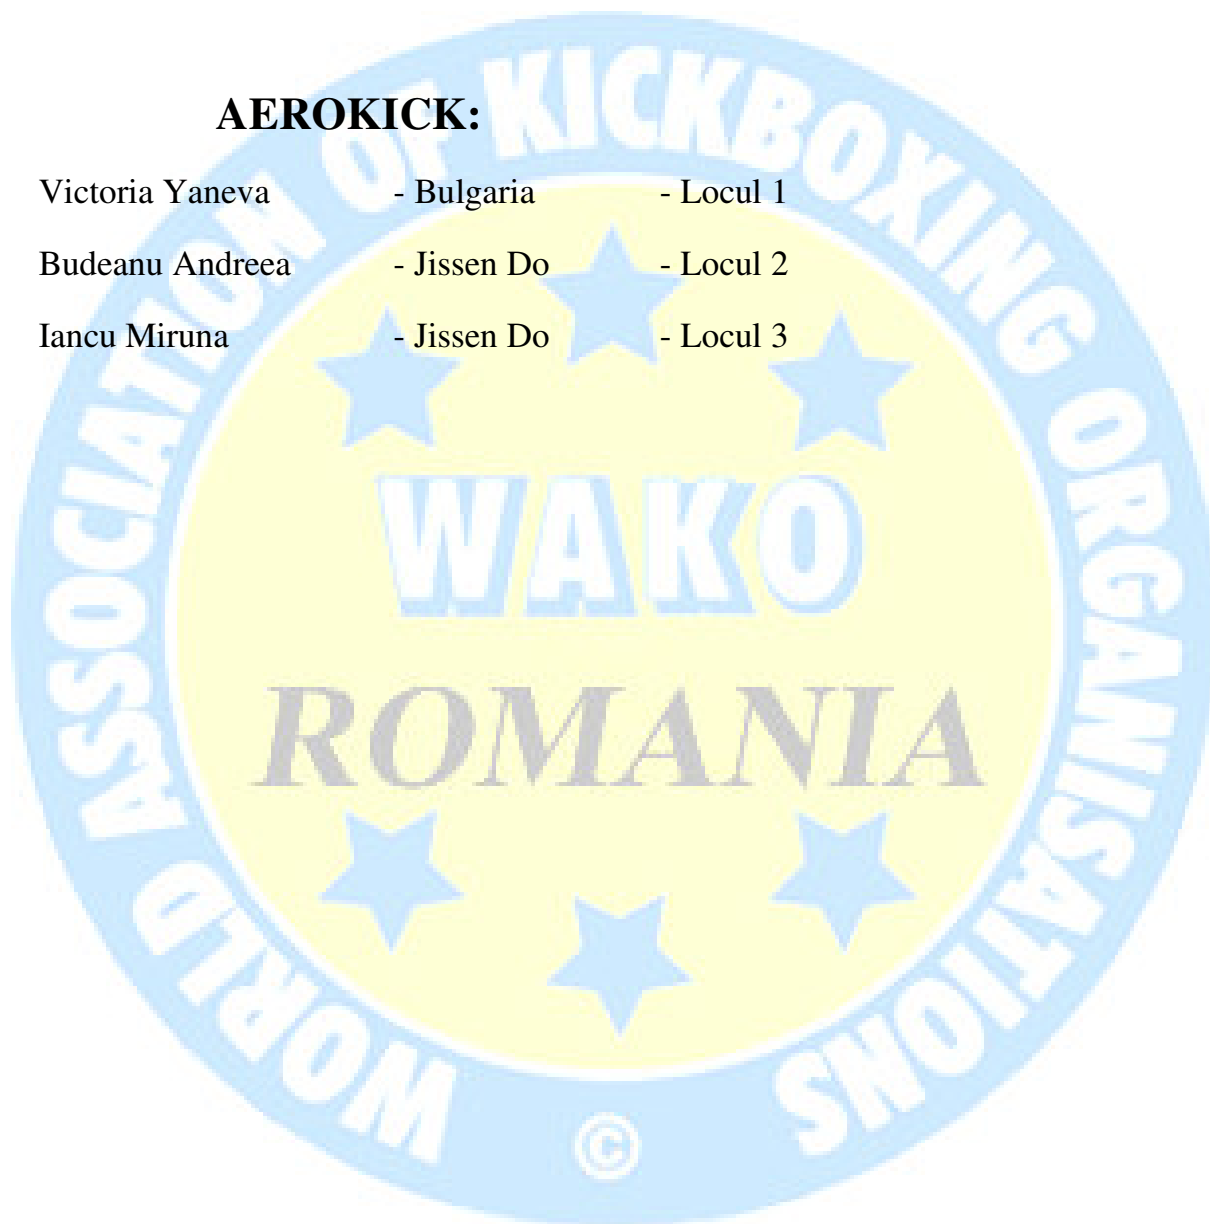 AEROKICK:
Victoria Yaneva - Bulgaria - Locul 1
Budeanu Andreea - Jissen Do - Locul 2
Iancu Miruna - Jissen Do - Locul 3
WORLD ASSOCIATION OF KICKBOXING ORGANISATIONS
WAKO
ROMANIA
©